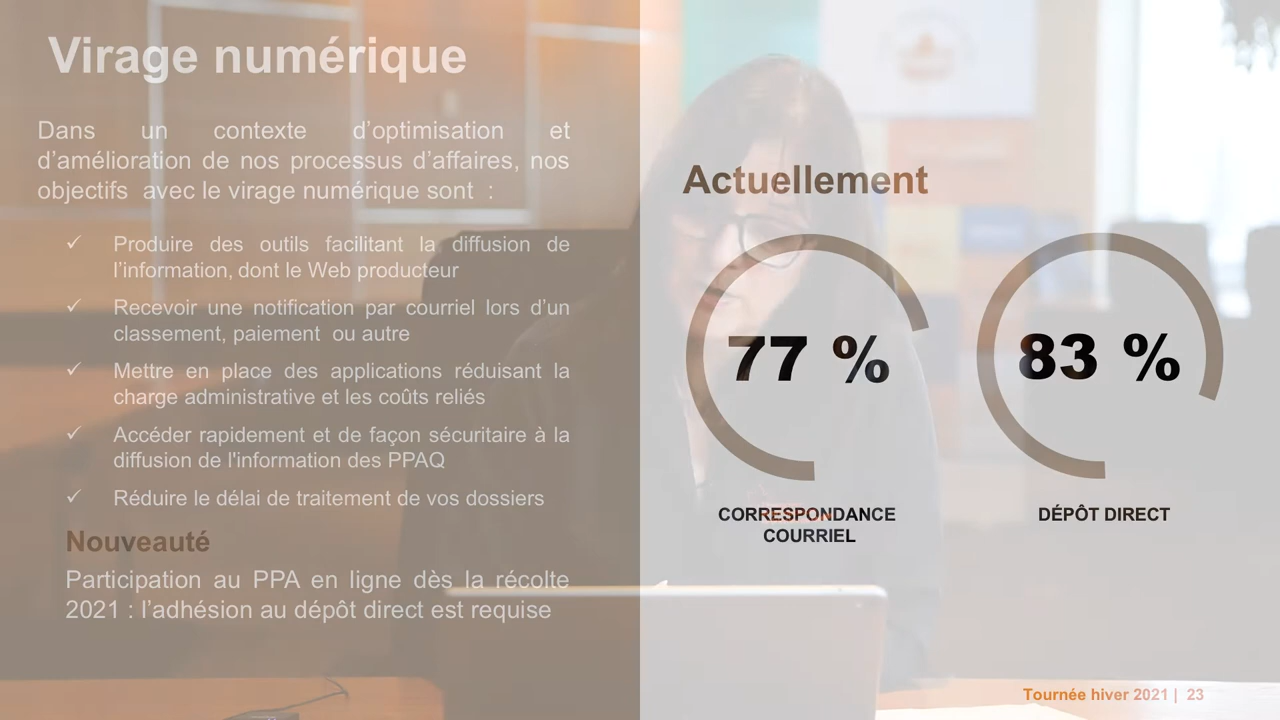 Virage numérique
Dans un contexte d’optimisation et
d’amélioration de nos processus d’affaires, nos
objectifs avec le virage numérique sont :
✓ Produire des outils facilitant la diffusion de
l’information, dont le Web producteur
✓ Recevoir une notification par courriel lors d’un
classement, paiement ou autre
✓ Mettre en place des applications réduisant la
charge administrative et les coûts reliés
✓ Accéder rapidement et de façon sécuritaire à la
diffusion de l'information des PPAQ
✓ Réduire le délai de traitement de vos dossiers
Nouveauté
Participation au PPA en ligne dès la récolte
2021 : l’adhésion au dépôt direct est requise
Actuellement
77 %
83 %
CORRESPONDANCE
COURRIEL
DÉPÔT DIRECT
Tournée hiver 2021 | 23